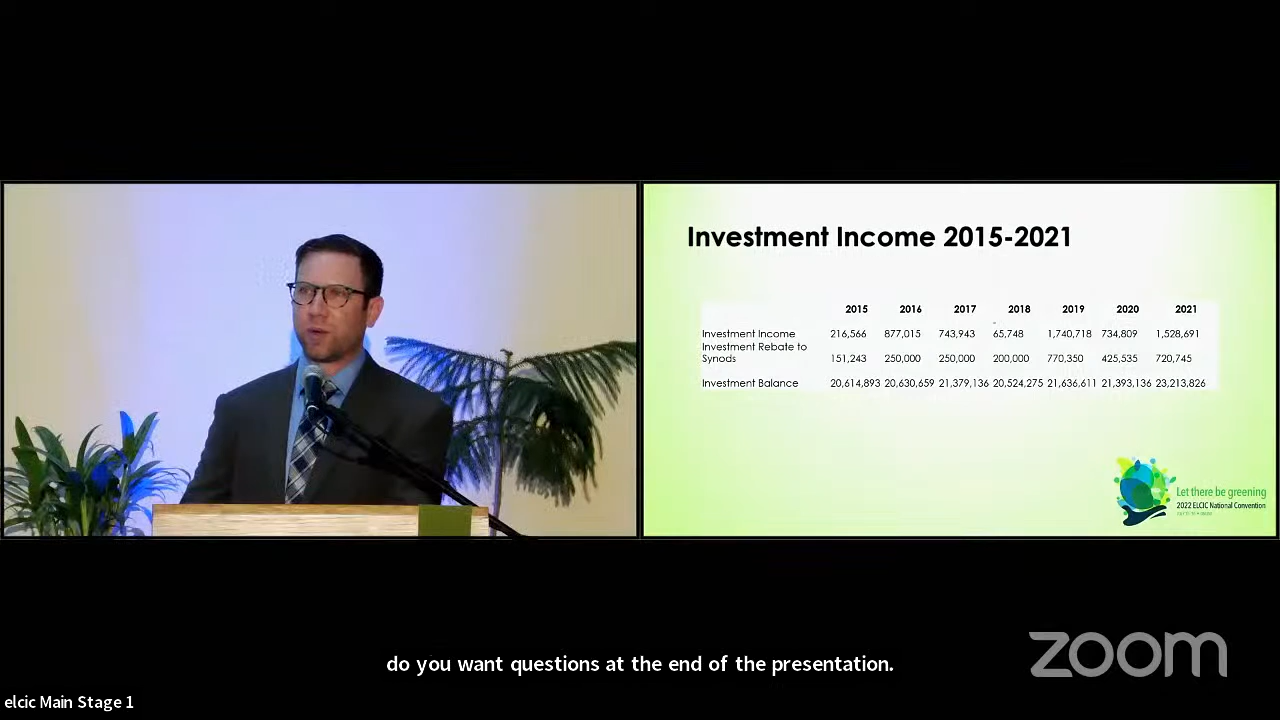 Investment Income 2015-2021
2015 2016 2017 2018 2019 2020 2021
-
Investment Income 216,566 877,015 743,943 65,748 1,740,718 734,809 1,528,691
Investment Rebate to
Synods 151,243 250,000 250,000 200,000 770,350 425,535 720,745
Investment Balance 20,614,893 20,630,659 21,379,136 20,524,275 21,636,611 21,393,136 23,213,826
Let there be greening
2022 ELCIC National Convention
do you want questions at the end of the presentation.
zoom
elcic Main Stage 1